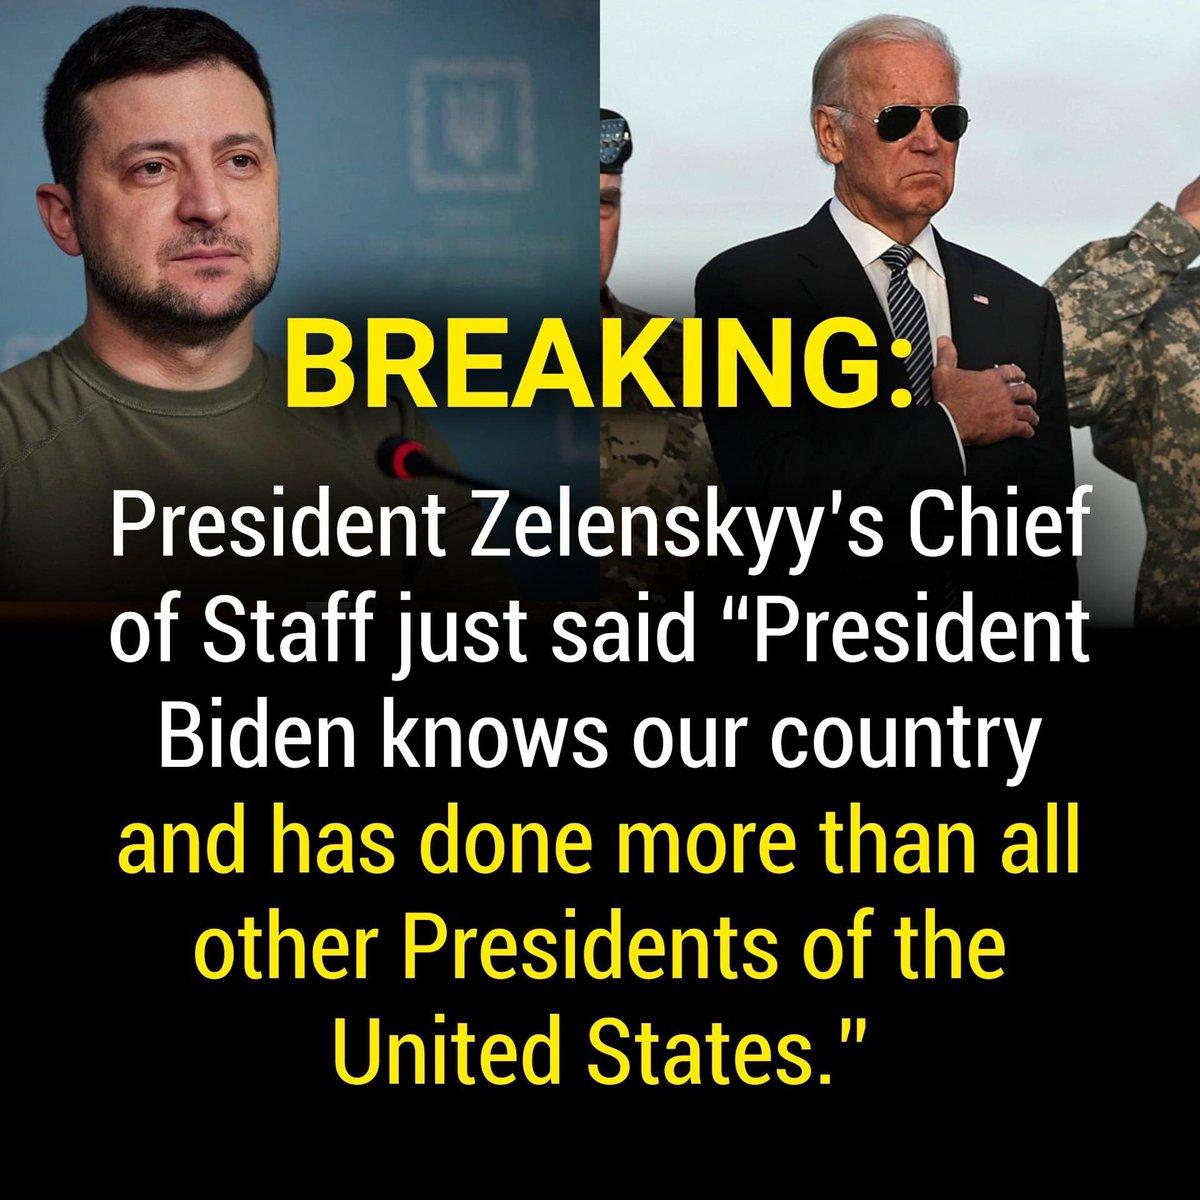 BREAKING:
President Zelenskyy's Chief
of Staff just said “President
Biden knows our country
and has done more than all
other Presidents of the
United States.”